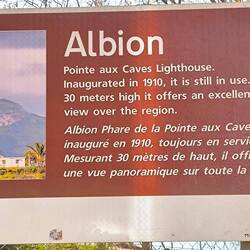 Albion
Pointe aux Caves Lighthouse.
Inaugurated in 1910, it is still in use.
30 meters high it offers an excellen
view over the region.
Albion Phare de la Pointe aux Cave
inauguré en 1910, toujours en servic
Mesurant 30 mètres de haut, il off
une vue panoramique sur toute la